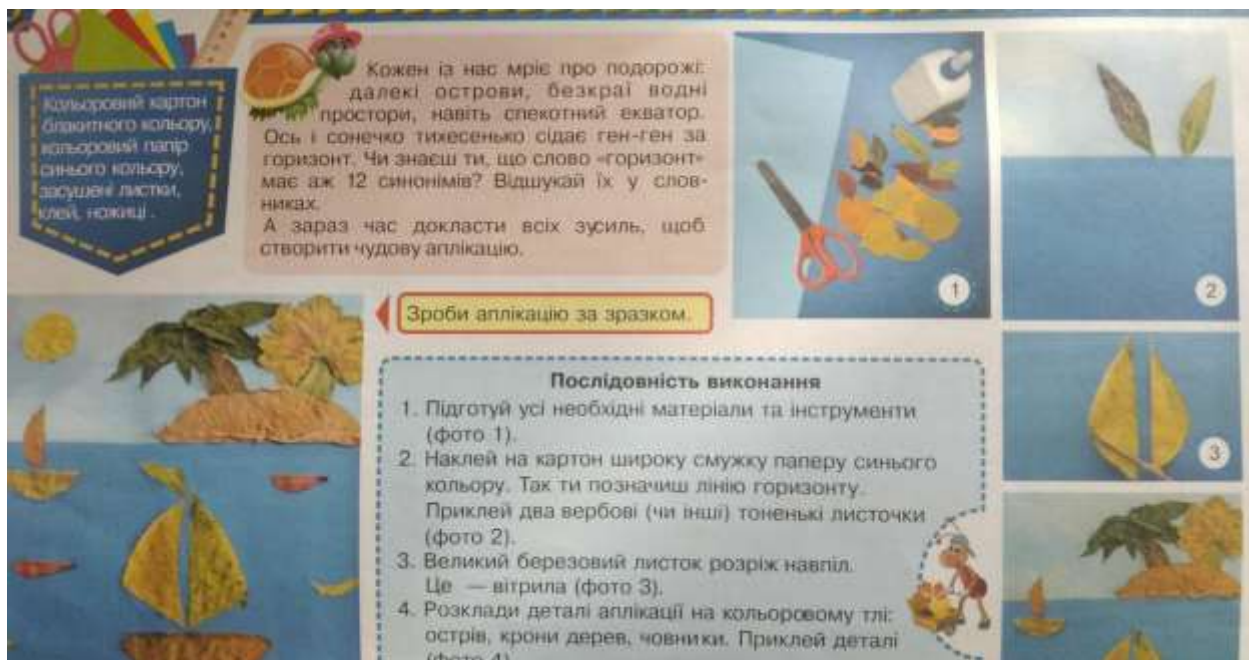 Кольоровий картон
блакитного кольору,
кольоровий папір
синього кольору,
засушені листки,
клей, ножиці.
Кожен із нас мріє про подорожі:
далекі острови, безкраї водні
простори, навіть спекотний екватор.
Ось і сонечко тихесенько сідає ген-ген за
горизонт. Чи знаєш ти, що слово «горизонт»
має аж 12 синонімів? Відшукай їх у слов-
никах.
А зараз час докласти всіх зусиль, щоб
створити чудову аплікацію.
1
2
Зроби аплікацію за зразком.
Послідовність виконання
1. Підготуй усі необхідні матеріали та інструменти
(фото 1).
2. Наклей на картон широку смужку паперу синього
кольору. Так ти позначиш лінію горизонту.
Приклей два вербові (чи інші) тоненькі листочки
(фото 2).
3. Великий березовий листок розріж навпіл.
Це — вітрила (фото 3).
4. Розклади деталі аплікації на кольоровому тлі:
острів, крони дерев, човники. Приклей деталі
(фото 4)
3